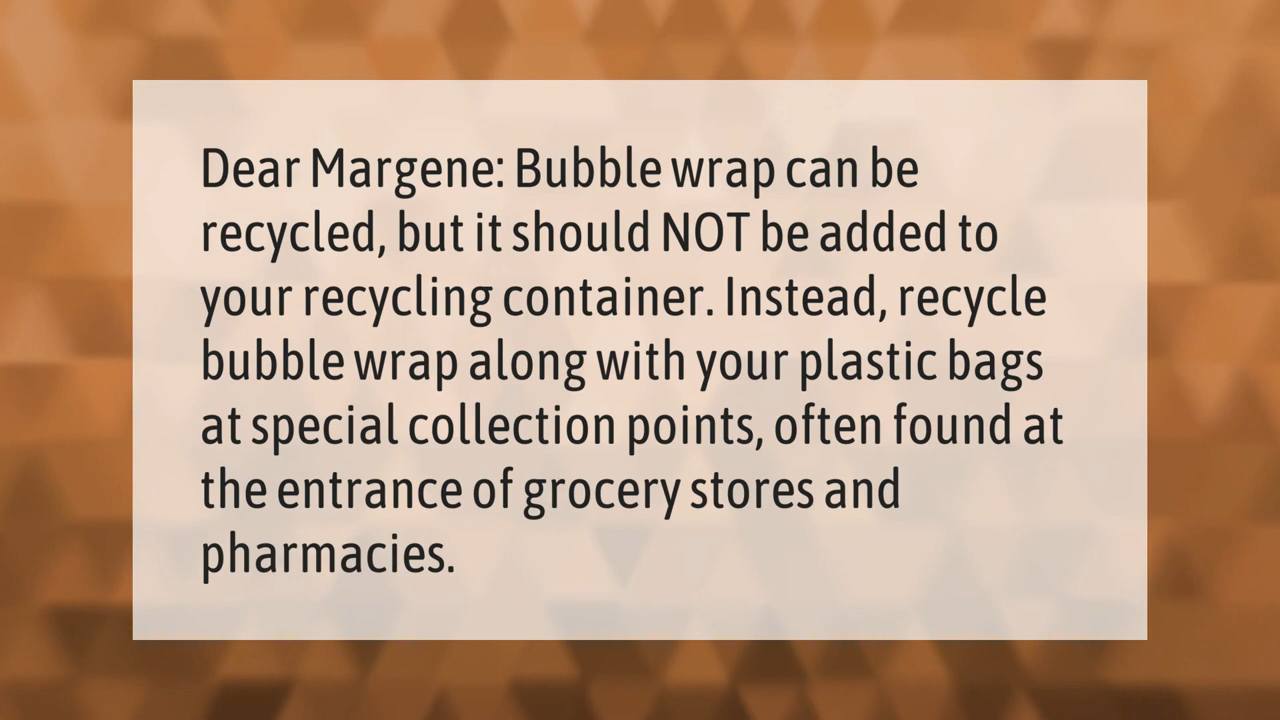 Dear Margene: Bubble wrap can be
recycled, but it should NOT be added to
your recycling container. Instead, recycle
bubble wrap along with your plastic bags
at special collection points, often found at
the entrance of grocery stores and
pharmacies.